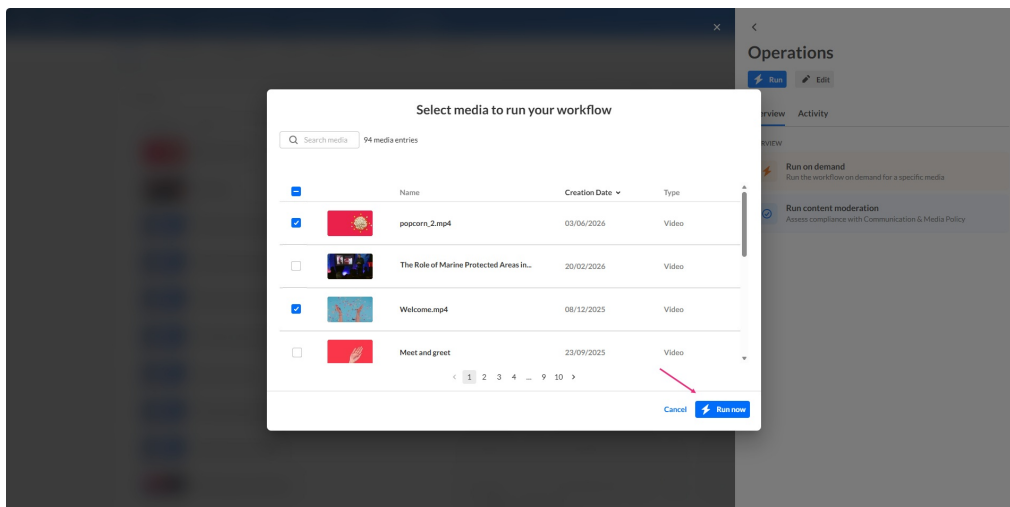 Operations
Run
Edit
Activity
Run on demand
Run the workflow on demand for a specific media
Run content moderation
Assess compliance with Communication & Media Policy
Select media to run your workflow
Search media
94 media entries
Name
Creation Date
Type
popcorn_2.mp4
03/06/2026
Video
The Role of Marine Protected Areas in...
20/02/2026
Video
Welcome.mp4
08/12/2025
Video
Meet and greet
23/09/2025
Video
1 2 3 4 ... 9 10
Cancel
Run now